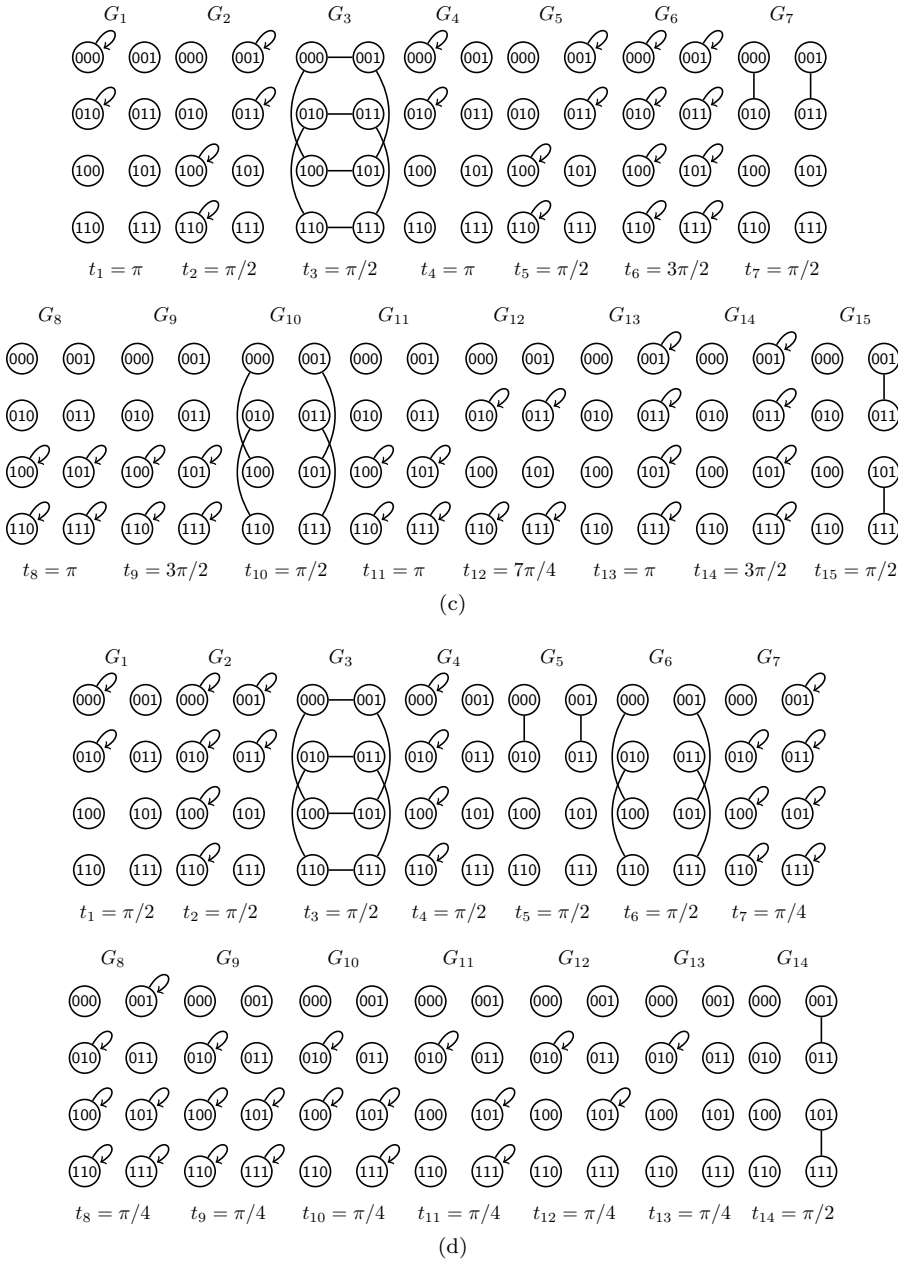 G₁ G₂ G₃ G₄ G₅ G₆ G₇
000 001 000 001 000 001 000 001 000 001 000 001 000 001
010 011 010 011 010 011 010 011 010 011 010 011 010 011
100 101 100 101 100 101 100 101 100 101 100 101 100 101
110 111 110 111 110 111 110 111 110 111 110 111 110 111
t₁ = π t₂ = π/2 t₃ = π/2 t₄ = π t₅ = π/2 t₆ = 3π/2 t₇ = π/2
G₈ G₉ G₁₀ G₁₁ G₁₂ G₁₃ G₁₄ G₁₅
000 001 000 001 000 001 000 001 000 001 000 001 000 001 000 001
010 011 010 011 010 011 010 011 010 011 010 011 010 011 010 011
100 101 100 101 100 101 100 101 100 101 100 101 100 101 100 101
110 111 110 111 110 111 110 111 110 111 110 111 110 111 110 111
t₈ = π t₉ = 3π/2 t₁₀ = π/2 t₁₁ = π t₁₂ = 7π/4 t₁₃ = π t₁₄ = 3π/2 t₁₅ = π/2
(c)
G₁ G₂ G₃ G₄ G₅ G₆ G₇
000 001 000 001 000 001 000 001 000 001 000 001 000 001
010 011 010 011 010 011 010 011 010 011 010 011 010 011
100 101 100 101 100 101 100 101 100 101 100 101 100 101
110 111 110 111 110 111 110 111 110 111 110 111 110 111
t₁ = π/2 t₂ = π/2 t₃ = π/2 t₄ = π/2 t₅ = π/2 t₆ = π/2 t₇ = π/4
G₈ G₉ G₁₀ G₁₁ G₁₂ G₁₃ G₁₄
000 001 000 001 000 001 000 001 000 001 000 001 000 001
010 011 010 011 010 011 010 011 010 011 010 011 010 011
100 101 100 101 100 101 100 101 100 101 100 101 100 101
110 111 110 111 110 111 110 111 110 111 110 111 110 111
t₈ = π/4 t₉ = π/4 t₁₀ = π/4 t₁₁ = π/4 t₁₂ = π/4 t₁₃ = π/4 t₁₄ = π/2
(d)